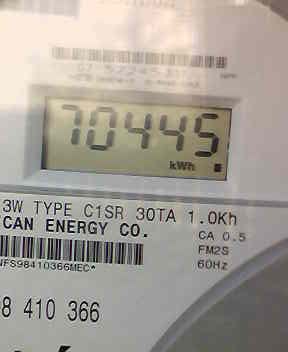 70445
kWh
3W TYPE C1SR 30TA 1.0Kh
CAN ENERGY CO.
CA 0.5
FM2S
60Hz
NFS98410366MEC*
8 410 366